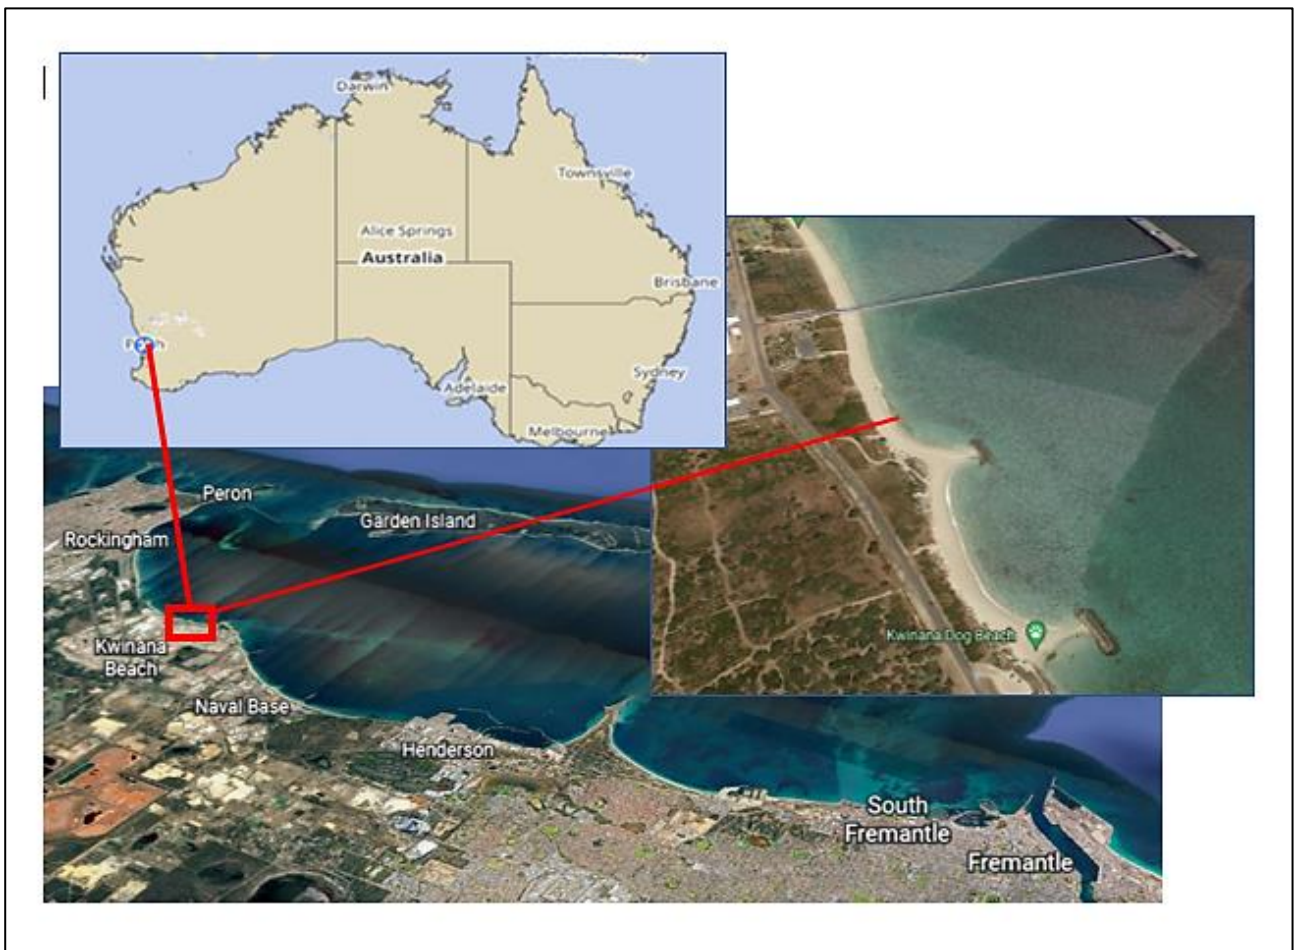 Darwin
Townsville
Alice Springs
Australia
Brisbane
Sydney
Adelaide
Melbourne
Peron
Garden Island
Rockingham
Kwinana Dog Beach
Kwinana
Beach
Naval Base
Henderson
South
Fremantle
Fremantle